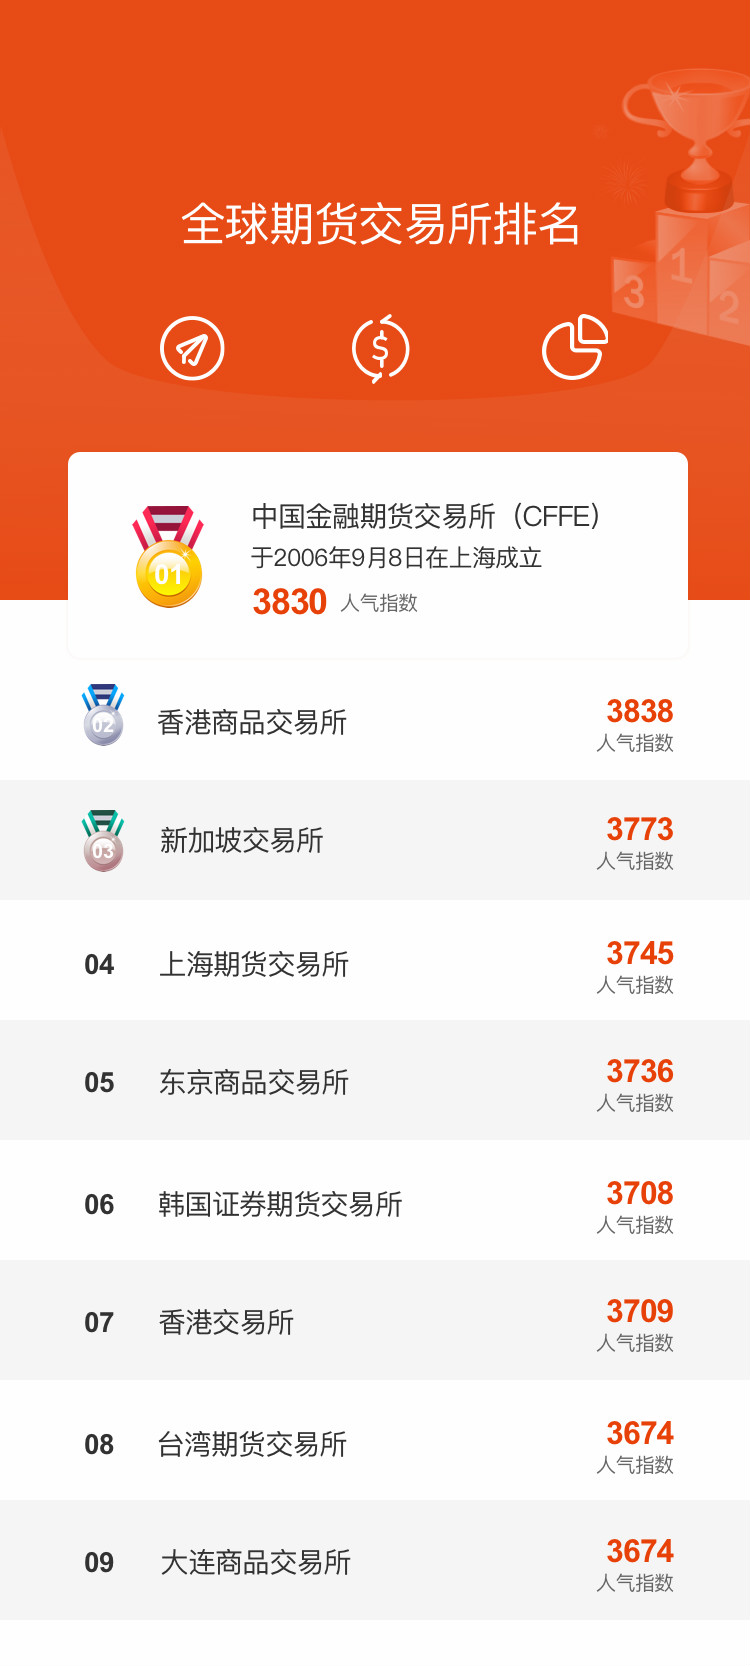 全球期货交易所排名
3
1
2
01
中国金融期货交易所（CFFE）
于2006年9月8日在上海成立
3830 人气指数
02
香港商品交易所
3838
人气指数
03
新加坡交易所
3773
人气指数
04
上海期货交易所
3745
人气指数
05
东京商品交易所
3736
人气指数
06
韩国证券期货交易所
3708
人气指数
07
香港交易所
3709
人气指数
08
台湾期货交易所
3674
人气指数
09
大连商品交易所
3674
人气指数